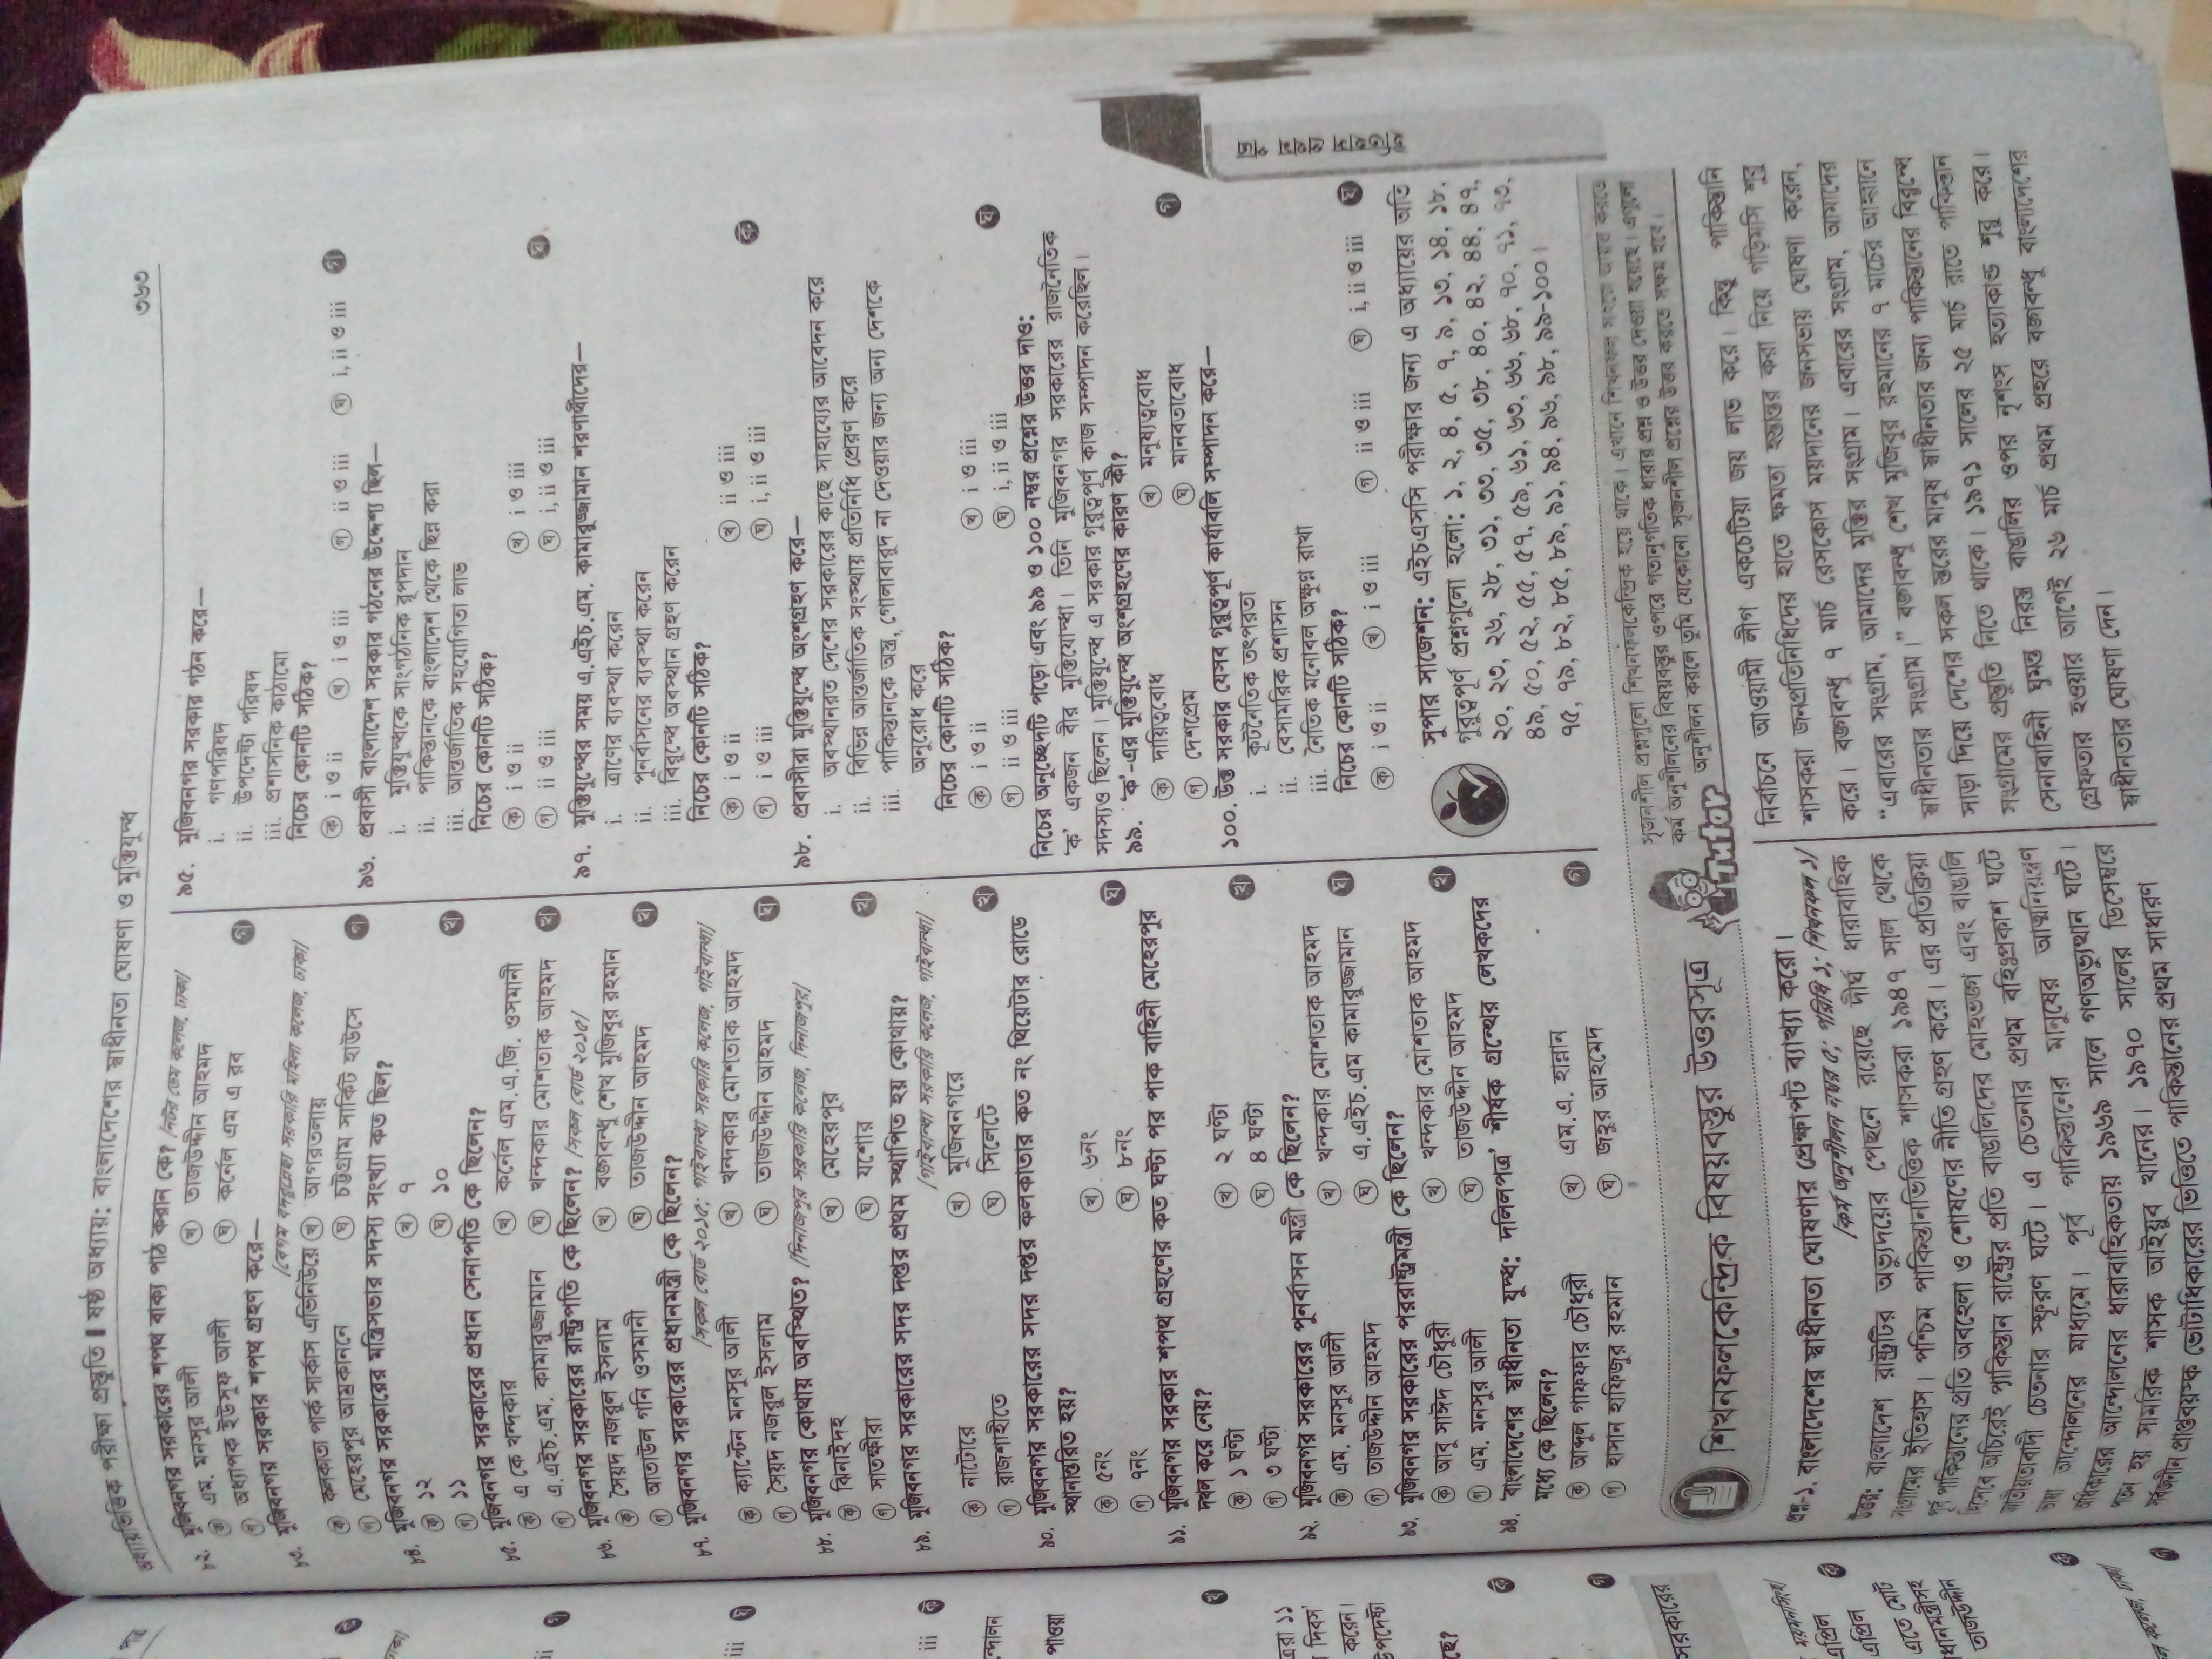 অধ্যায়ভিত্তিক পরীক্ষা প্রস্তুতি ▌ ষষ্ঠ অধ্যায়: বাংলাদেশের স্বাধীনতা ঘোষণা ও মুক্তিযুদ্ধ
৩৬৩
৮২. মুজিবনগর সরকারের শপথ বাক্য পাঠ করান কে? [নটর ডেম কলেজ, ঢাকা]
ক এম. মনসুর আলী খ তাজউদ্দীন আহমদ
গ অধ্যাপক ইউসুফ আলী ঘ কর্নেল এম এ রব গ
৮৩. মুজিবনগর সরকার শপথ গ্রহণ করে—
[বেগম বদরুন্নেছা সরকারি মহিলা কলেজ, ঢাকা]
ক কলকাতা পার্ক সার্কাস এভিনিউয়ে খ আগরতলায়
গ মেহেরপুর আম্রকাননে ঘ চট্টগ্রাম সার্কিট হাউসে গ
৮৪. মুজিবনগর সরকারের মন্ত্রিসভার সদস্য সংখ্যা কত ছিল?
ক ১২ খ ৭
গ ১১ ঘ ১০ খ
৮৫. মুজিবনগর সরকারের প্রধান সেনাপতি কে ছিলেন?
ক এ কে খন্দকার খ কর্নেল এম.এ.জি. ওসমানী
গ এ.এইচ.এম. কামারুজ্জামান ঘ খন্দকার মোশতাক আহমদ খ
৮৬. মুজিবনগর সরকারের রাষ্ট্রপতি কে ছিলেন? [সকল বোর্ড ২০১৫]
ক সৈয়দ নজরুল ইসলাম খ বঙ্গবন্ধু শেখ মুজিবুর রহমান
গ আতাউল গনি ওসমানী ঘ তাজউদ্দীন আহমদ খ
৮৭. মুজিবনগর সরকারের প্রধানমন্ত্রী কে ছিলেন?
[সকল বোর্ড ২০১৫; গাইবান্ধা সরকারি কলেজ, গাইবান্ধা]
ক ক্যাপ্টেন মনসুর আলী খ খন্দকার মোশতাক আহমদ
গ সৈয়দ নজরুল ইসলাম ঘ তাজউদ্দীন আহমদ ঘ
৮৮. মুজিবনগর কোথায় অবস্থিত? [দিনাজপুর সরকারি কলেজ, দিনাজপুর]
ক ঝিনাইদহ খ মেহেরপুর
গ সাতক্ষীরা ঘ যশোর খ
৮৯. মুজিবনগর সরকারের সদর দপ্তর প্রথম স্থাপিত হয় কোথায়?
[গাইবান্ধা সরকারি কলেজ, গাইবান্ধা]
ক নাটোরে খ মুজিবনগরে
গ রাজশাহীতে ঘ সিলেটে খ
৯০. মুজিবনগর সরকারের সদর দপ্তর কলকাতার কত নং থিয়েটার রোডে
স্থানান্তরিত হয়?
ক ৫নং খ ৬নং
গ ৭নং ঘ ৮নং ঘ
৯১. মুজিবনগর সরকার শপথ গ্রহণের কত ঘণ্টা পর পাক বাহিনী মেহেরপুর
দখল করে নেয়?
ক ১ ঘণ্টা খ ২ ঘণ্টা
গ ৩ ঘণ্টা ঘ ৪ ঘণ্টা খ
৯২. মুজিবনগর সরকারের পুনর্বাসন মন্ত্রী কে ছিলেন?
ক এম. মনসুর আলী খ খন্দকার মোশতাক আহমদ
গ তাজউদ্দীন আহমদ ঘ এ.এইচ.এম কামারুজ্জামান ঘ
৯৩. মুজিবনগর সরকারের পররাষ্ট্রমন্ত্রী কে ছিলেন?
ক আবু সাঈদ চৌধুরী খ খন্দকার মোশতাক আহমদ
গ এম. মনসুর আলী ঘ তাজউদ্দীন আহমদ খ
৯৪. 'বাংলাদেশের স্বাধীনতা যুদ্ধ: দলিলপত্র' শীর্ষক গ্রন্থের লেখকদের
মধ্যে কে ছিলেন?
ক আব্দুল গাফফার চৌধুরী খ এম.এ. হান্নান
গ হাসান হাফিজুর রহমান ঘ জহুর আহমেদ গ
৯৫. মুজিবনগর সরকার গঠন করে—
i. গণপরিষদ
ii. উপদেষ্টা পরিষদ
iii. প্রশাসনিক কাঠামো
নিচের কোনটি সঠিক?
ক i ও ii খ i ও iii গ ii ও iii ঘ i, ii ও iii গ
৯৬. প্রবাসী বাংলাদেশ সরকার গঠনের উদ্দেশ্য ছিল—
i. মুক্তিযুদ্ধকে সাংগঠনিক রূপদান
ii. পাকিস্তানকে বাংলাদেশ থেকে ছিন্ন করা
iii. আন্তর্জাতিক সহযোগিতা লাভ
নিচের কোনটি সঠিক?
ক i ও ii খ i ও iii
গ ii ও iii ঘ i, ii ও iii
৯৭. মুক্তিযুদ্ধের সময় এ.এইচ.এম. কামারুজ্জামান শরণার্থীদের—
i. ত্রাণের ব্যবস্থা করেন
ii. পুনর্বাসনের ব্যবস্থা করেন
iii. বিরুদ্ধে অবস্থান গ্রহণ করেন
নিচের কোনটি সঠিক?
ক i ও ii খ ii ও iii
গ i ও iii ঘ i, ii ও iii ক
৯৮. প্রবাসীরা মুক্তিযুদ্ধে অংশগ্রহণ করে—
i. অবস্থানরত দেশের সরকারের কাছে সাহায্যের আবেদন করে
ii. বিভিন্ন আন্তর্জাতিক সংস্থায় প্রতিনিধি প্রেরণ করে
iii. পাকিস্তানকে অস্ত্র, গোলাবারুদ না দেওয়ার জন্য অন্য দেশকে
অনুরোধ করে
নিচের কোনটি সঠিক?
ক i ও ii খ i ও iii
গ ii ও iii ঘ i, ii ও iii ঘ
নিচের অনুচ্ছেদটি পড়ো এবং ৯৯ ও ১০০ নম্বর প্রশ্নের উত্তর দাও:
'ক' একজন বীর মুক্তিযোদ্ধা। তিনি মুজিবনগর সরকারের রাজনৈতিক
সদস্যও ছিলেন। মুক্তিযুদ্ধে এ সরকার গুরুত্বপূর্ণ কাজ সম্পাদন করেছিল।
৯৯. 'ক'-এর মুক্তিযুদ্ধে অংশগ্রহণের কারণ কী?
ক দায়িত্ববোধ খ মনুষ্যত্ববোধ
গ দেশপ্রেম ঘ মানবতাবোধ গ
১০০. উক্ত সরকার যেসব গুরুত্বপূর্ণ কার্যাবলি সম্পাদন করে—
i. কূটনৈতিক তৎপরতা
ii. বেসামরিক প্রশাসন
iii. নৈতিক মনোবল অক্ষুণ্ন রাখা
নিচের কোনটি সঠিক?
ক i ও ii খ i ও iii গ ii ও iii ঘ i, ii ও iii ঘ
সুপার সাজেশন: এইচএসসি পরীক্ষার জন্য এ অধ্যায়ের অতি
গুরুত্বপূর্ণ প্রশ্নগুলো হলো: ১, ২, ৪, ৫, ৭, ৯, ১৩, ১৪, ১৮,
২০, ২৩, ২৬, ২৮, ৩১, ৩৩, ৩৫, ৩৮, ৪০, ৪২, ৪৪, ৪৭,
৪৯, ৫০, ৫২, ৫৫, ৫৭, ৫৯, ৬১, ৬৩, ৬৬, ৬৮, ৭০, ৭১, ৭৩,
৭৫, ৭৯, ৮২, ৮৫, ৮৯, ৯১, ৯৪, ৯৬, ৯৮, ৯৯-১০০।
ইতিহাস প্রথম পত্র
শিখনফলকেন্দ্রিক বিষয়বস্তুর উত্তরসূত্র
iTutor
সৃজনশীল প্রশ্নগুলো শিখনফলকেন্দ্রিক হয়ে থাকে। এখানে শিখনফল সহজে আয়ত্ত করতে
কর্ম অনুশীলনের বিষয়বস্তুর ওপরে গতানুগতিক ধারার প্রশ্ন ও উত্তর দেওয়া হয়েছে। এগুলো
অনুশীলন করলে তুমি যেকোনো সৃজনশীল প্রশ্নের উত্তর করতে সক্ষম হবে।
প্রশ্ন-১. বাংলাদেশের স্বাধীনতা ঘোষণার প্রেক্ষাপট ব্যাখ্যা করো।
[কর্ম অনুশীলন নম্বর ৫; পরিধি ১; শিখনফল ১]
উত্তর: বাংলাদেশ রাষ্ট্রটির অভ্যুদয়ের পেছনে রয়েছে দীর্ঘ ধারাবাহিক
সংগ্রামের ইতিহাস। পশ্চিম পাকিস্তানভিত্তিক শাসকরা ১৯৪৭ সাল থেকে
পূর্ব পাকিস্তানের প্রতি অবহেলা ও শোষণের নীতি গ্রহণ করে। এর প্রতিক্রিয়া
হিসেবে অচিরেই পাকিস্তান রাষ্ট্রের প্রতি বাঙালিদের মোহভঙ্গ এবং বাঙালি
জাতীয়তাবাদী চেতনার স্ফূরণ ঘটে। এ চেতনার প্রথম বহিঃপ্রকাশ ঘটে
ভাষা আন্দোলনের মাধ্যমে। পূর্ব পাকিস্তানের মানুষের আত্মনিয়ন্ত্রণ
অধিকারের আন্দোলনের ধারাবাহিকতায় ১৯৬৯ সালে গণঅভ্যুত্থান ঘটে।
পতন হয় সামরিক শাসক আইয়ুব খানের। ১৯৭০ সালের ডিসেম্বরে
সর্বজনীন প্রাপ্তবয়স্ক ভোটাধিকারের ভিত্তিতে পাকিস্তানের প্রথম সাধারণ
নির্বাচনে আওয়ামী লীগ একচেটিয়া জয় লাভ করে। কিন্তু পাকিস্তানি
শাসকরা জনপ্রতিনিধিদের হাতে ক্ষমতা হস্তান্তর করা নিয়ে গড়িমসি শুরু
করে। বঙ্গবন্ধু ৭ মার্চ রেসকোর্স ময়দানের জনসভায় ঘোষণা করেন,
“এবারের সংগ্রাম, আমাদের মুক্তির সংগ্রাম। এবারের সংগ্রাম, আমাদের
স্বাধীনতার সংগ্রাম।” বঙ্গবন্ধু শেখ মুজিবুর রহমানের ৭ মার্চের আহ্বানে
সাড়া দিয়ে দেশের সকল স্তরের মানুষ স্বাধীনতার জন্য পাকিস্তানের বিরুদ্ধে
সংগ্রামের প্রস্তুতি নিতে থাকে। ১৯৭১ সালের ২৫ মার্চ রাতে পাকিস্তান
সেনাবাহিনী ঘুমন্ত নিরস্ত্র বাঙালির ওপর নৃশংস হত্যাকাণ্ড শুরু করে।
গ্রেফতার হওয়ার আগেই ২৬ মার্চ প্রথম প্রহরে বঙ্গবন্ধু বাংলাদেশের
স্বাধীনতার ঘোষণা দেন।